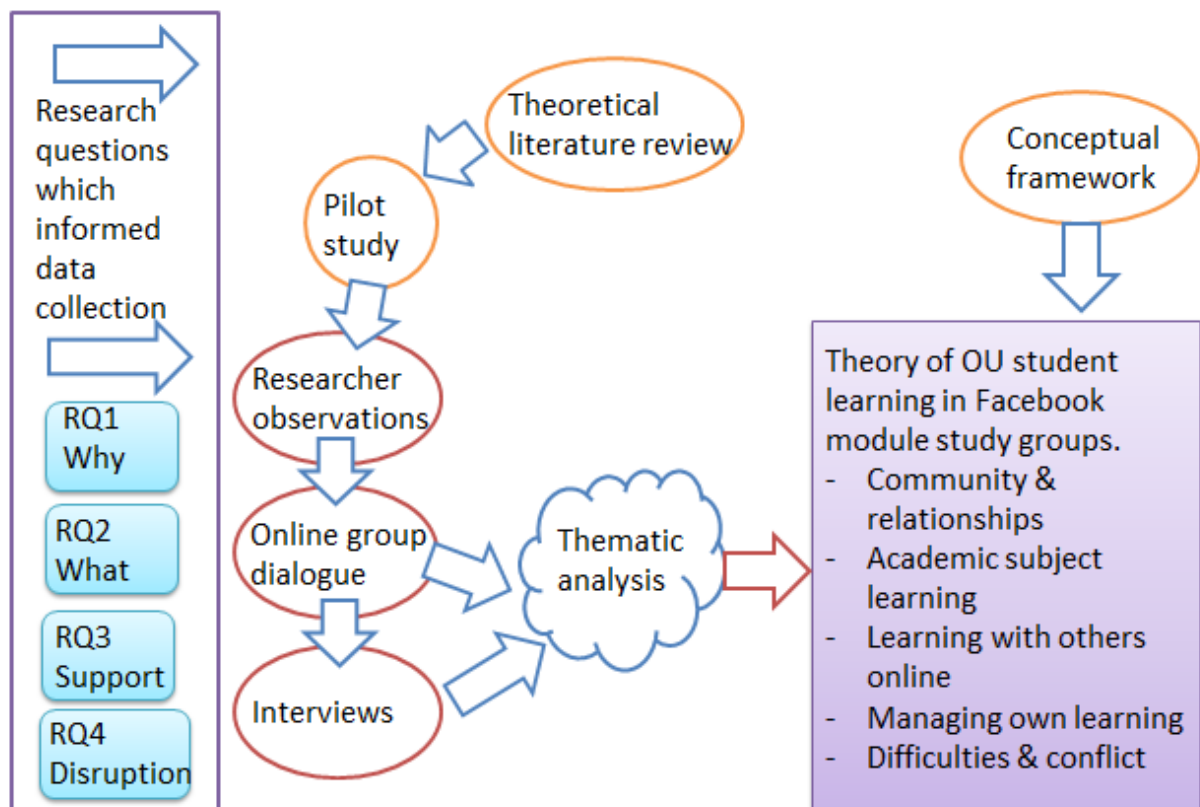 Research
questions
which
informed
data
collection
RQ1
Why
RQ2
What
RQ3
Support
RQ4
Disruption
Theoretical
literature review
Pilot
study
Researcher
observations
Online group
dialogue
Interviews
Thematic
analysis
Conceptual
framework
Theory of OU student
learning in Facebook
module study groups.
- Community &
relationships
- Academic subject
learning
- Learning with others
online
- Managing own learning
- Difficulties & conflict